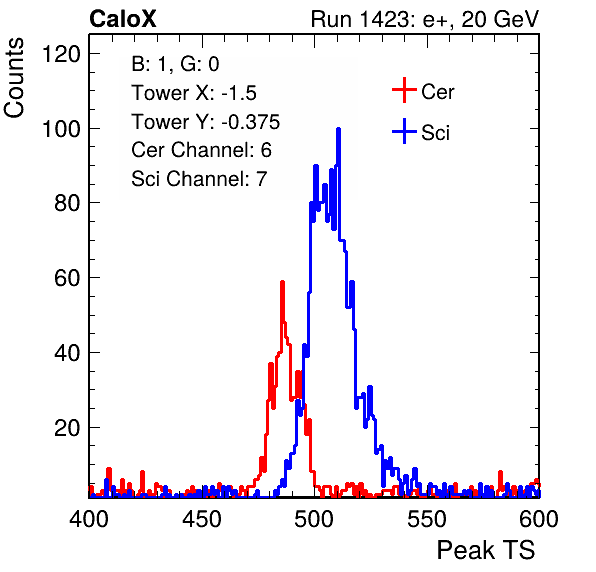 CaloX Run 1423: e+, 20 GeV
Counts
120
100
80
60
40
20
B: 1, G: 0
Tower X: -1.5
Tower Y: -0.375
Cer Channel: 6
Sci Channel: 7
Cer
Sci
400 450 500 550 600
Peak TS